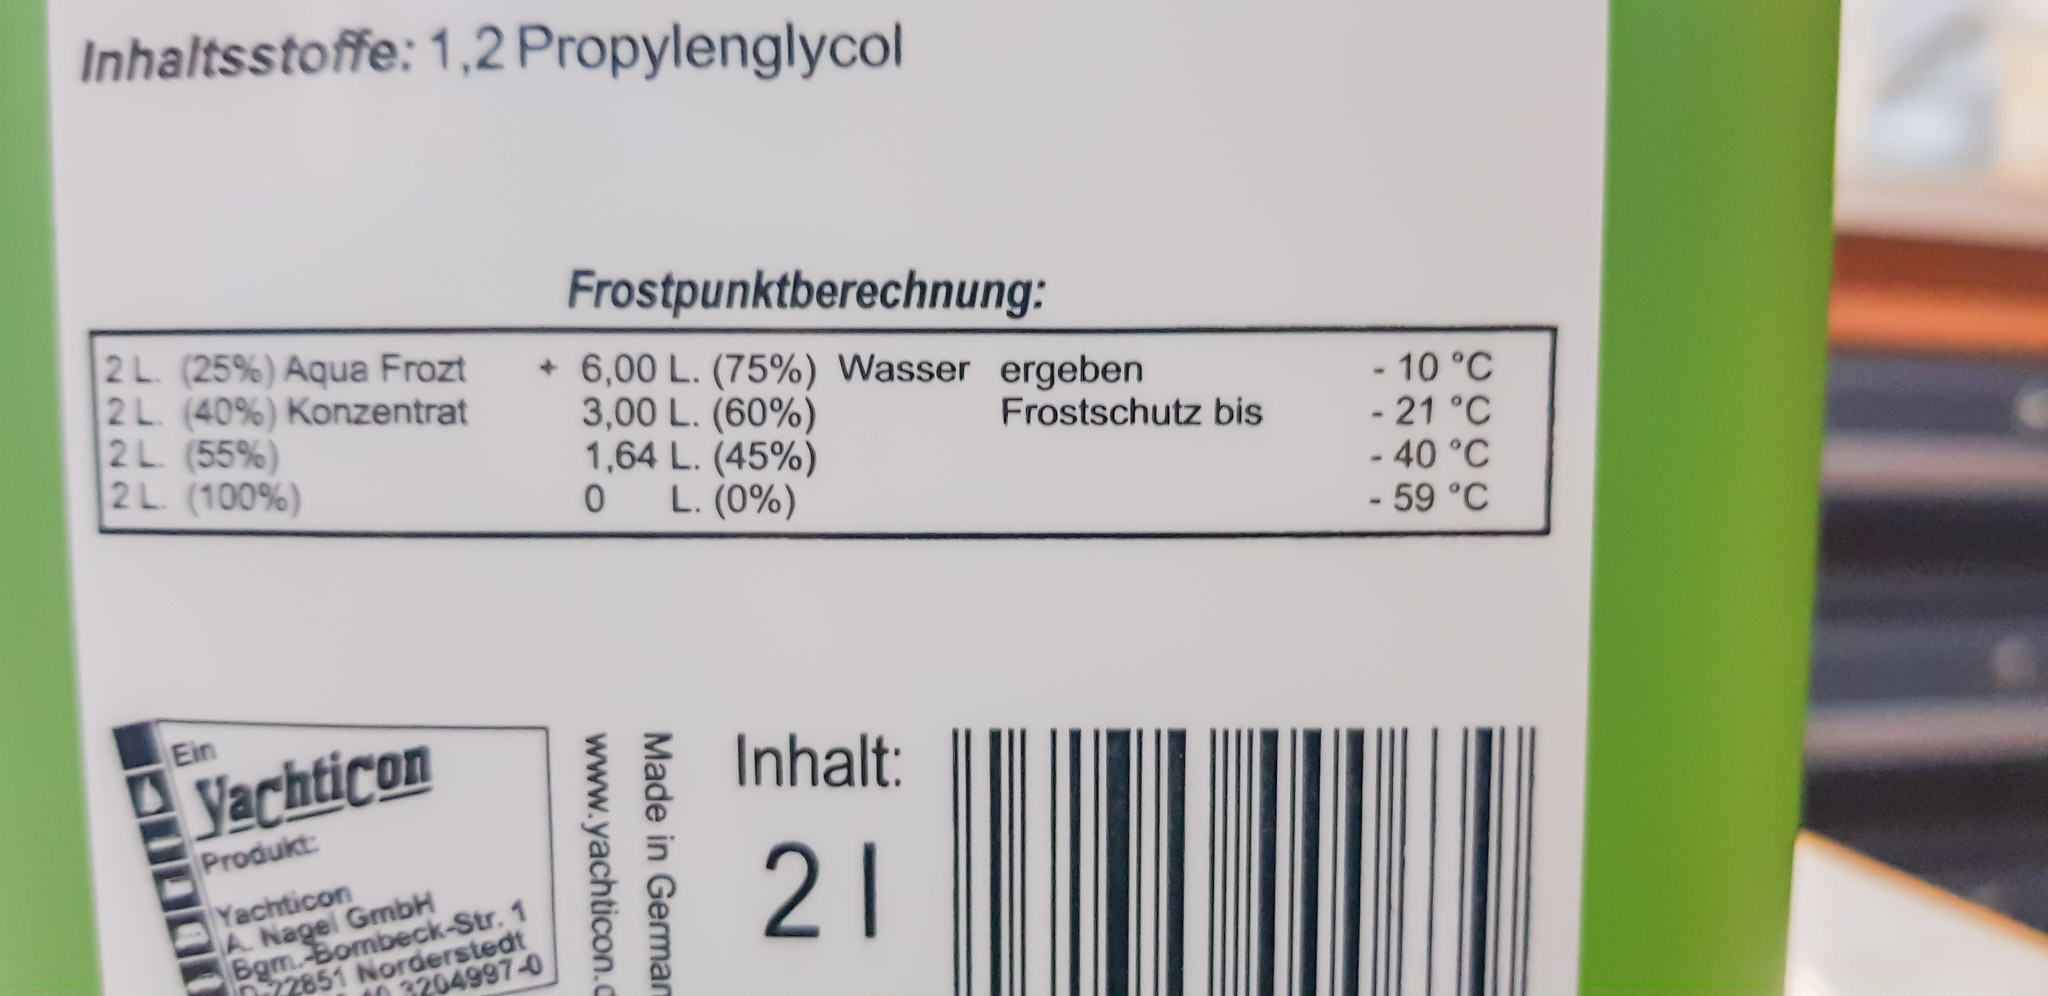 Inhaltsstoffe: 1,2 Propylenglycol
Frostpunktberechnung:
2 L. (25%) Aqua Frozt + 6,00 L. (75%) Wasser ergeben - 10 °C
2 L. (40%) Konzentrat 3,00 L. (60%) Frostschutz bis - 21 °C
2 L. (55%) 1,64 L. (45%) - 40 °C
2 L. (100%) 0 L. (0%) - 59 °C
Ein
Yachticon
Produkt:
Yachticon
A. Nagel GmbH
Bgm.-Bombeck-Str. 1
D-22851 Norderstedt
3204997-0
www.yachticon.d
Made in German
Inhalt:
2 l